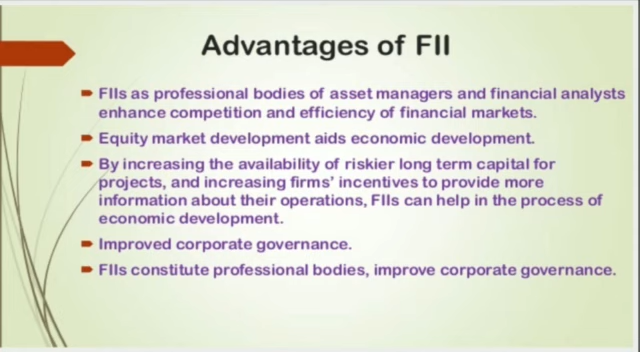 Advantages of FII
FIIs as professional bodies of asset managers and financial analysts
enhance competition and efficiency of financial markets.
Equity market development aids economic development.
By increasing the availability of riskier long term capital for
projects, and increasing firms' incentives to provide more
information about their operations, FIIs can help in the process of
economic development.
Improved corporate governance.
FIIs constitute professional bodies, improve corporate governance.